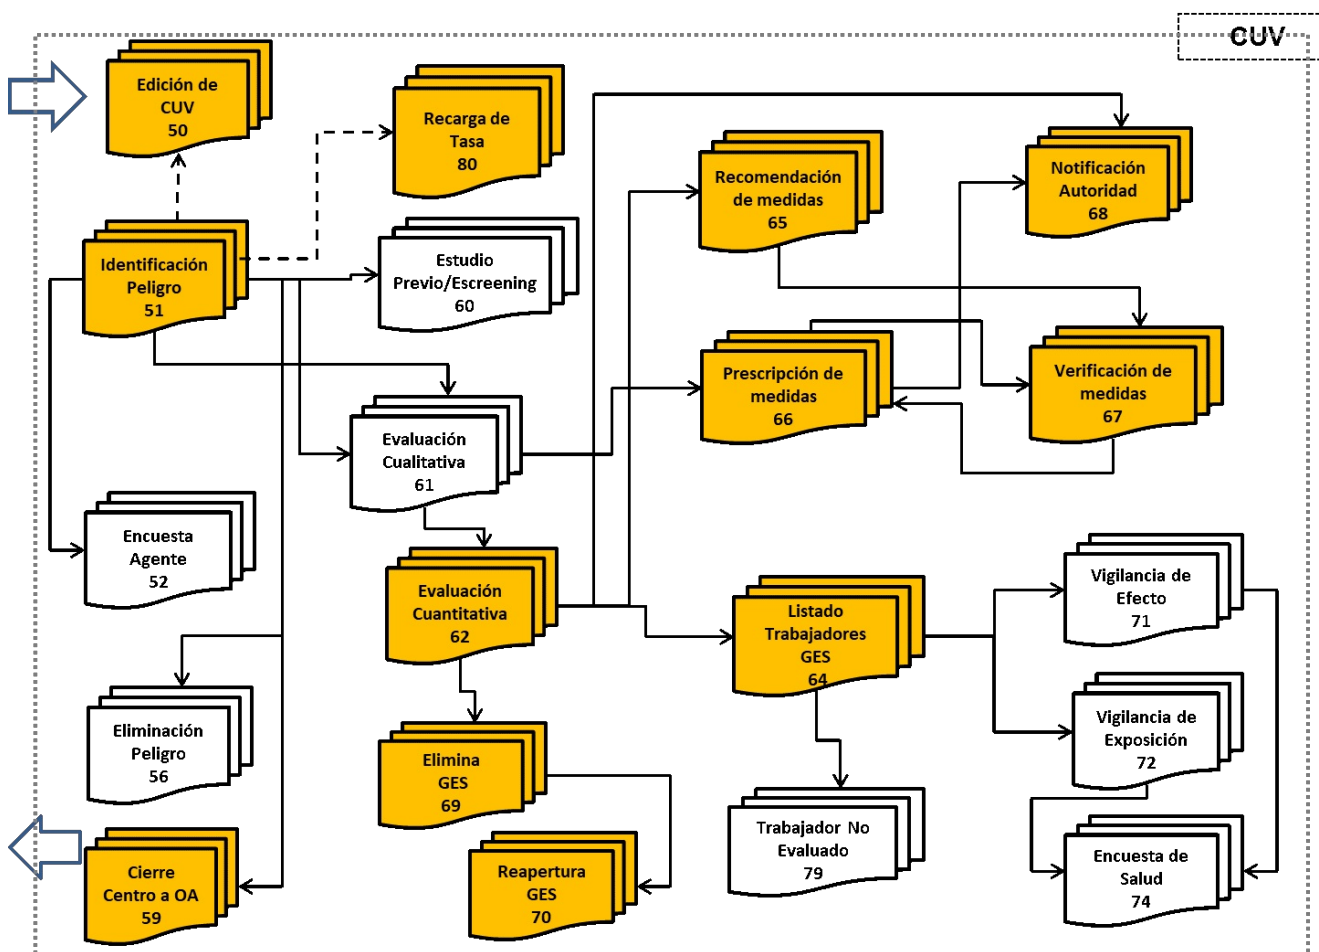 CUV
Edición de
CUV
50
Recarga de
Tasa
80
Recomendación
de medidas
65
Notificación
Autoridad
68
Identificación
Peligro
51
Estudio
Previo/Escreening
60
Prescripción de
medidas
66
Verificación de
medidas
67
Evaluación
Cualitativa
61
Encuesta
Agente
52
Evaluación
Cuantitativa
62
Listado
Trabajadores
GES
64
Vigilancia de
Efecto
71
Eliminación
Peligro
56
Elimina
GES
69
Vigilancia de
Exposición
72
Cierre
Centro a OA
59
Reapertura
GES
70
Trabajador No
Evaluado
79
Encuesta de
Salud
74